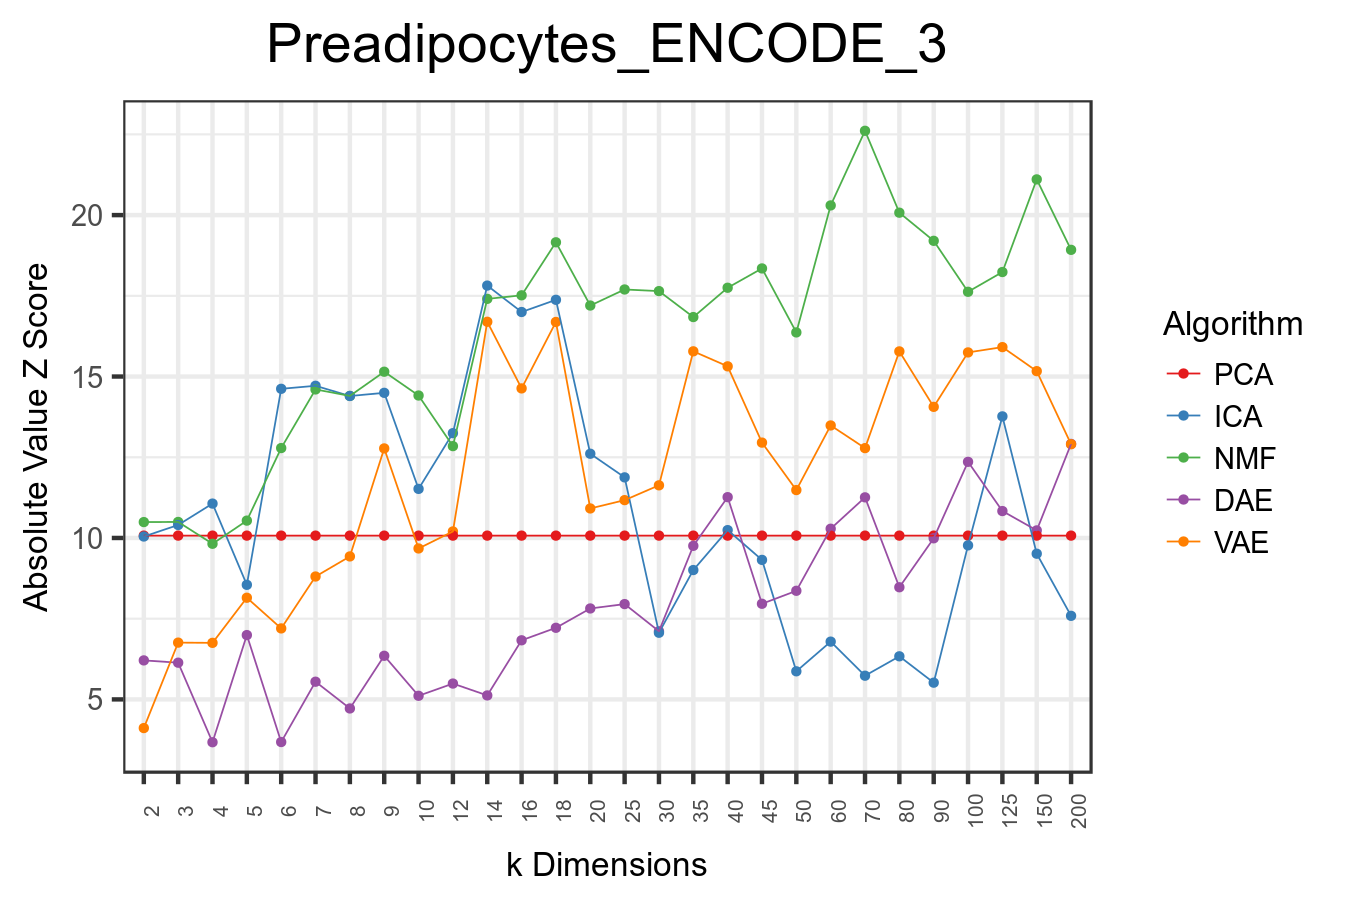 Preadipocytes_ENCODE_3
Absolute Value Z Score
20
15
10
5
2 3 4 5 6 7 8 9 10 12 14 16 18 20 25 30 35 40 45 50 60 70 80 90 100 125 150 200
k Dimensions
Algorithm
PCA
ICA
NMF
DAE
VAE